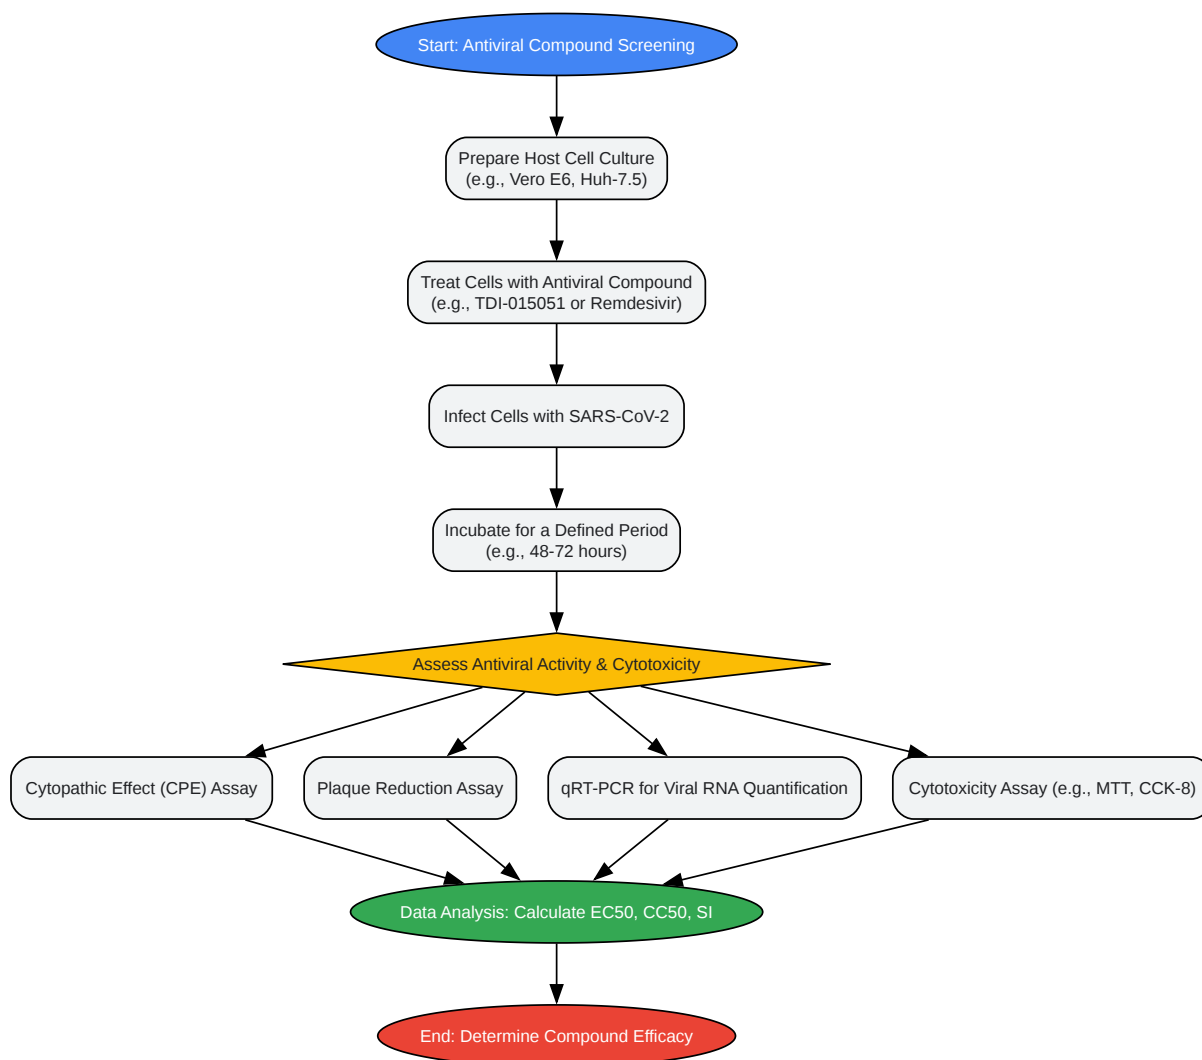 Start: Antiviral Compound Screening
Prepare Host Cell Culture
(e.g., Vero E6, Huh-7.5)
Treat Cells with Antiviral Compound
(e.g., TDI-015051 or Remdesivir)
Infect Cells with SARS-CoV-2
Incubate for a Defined Period
(e.g., 48-72 hours)
Assess Antiviral Activity & Cytotoxicity
Cytopathic Effect (CPE) Assay
Plaque Reduction Assay
qRT-PCR for Viral RNA Quantification
Cytotoxicity Assay (e.g., MTT, CCK-8)
Data Analysis: Calculate EC50, CC50, SI
End: Determine Compound Efficacy